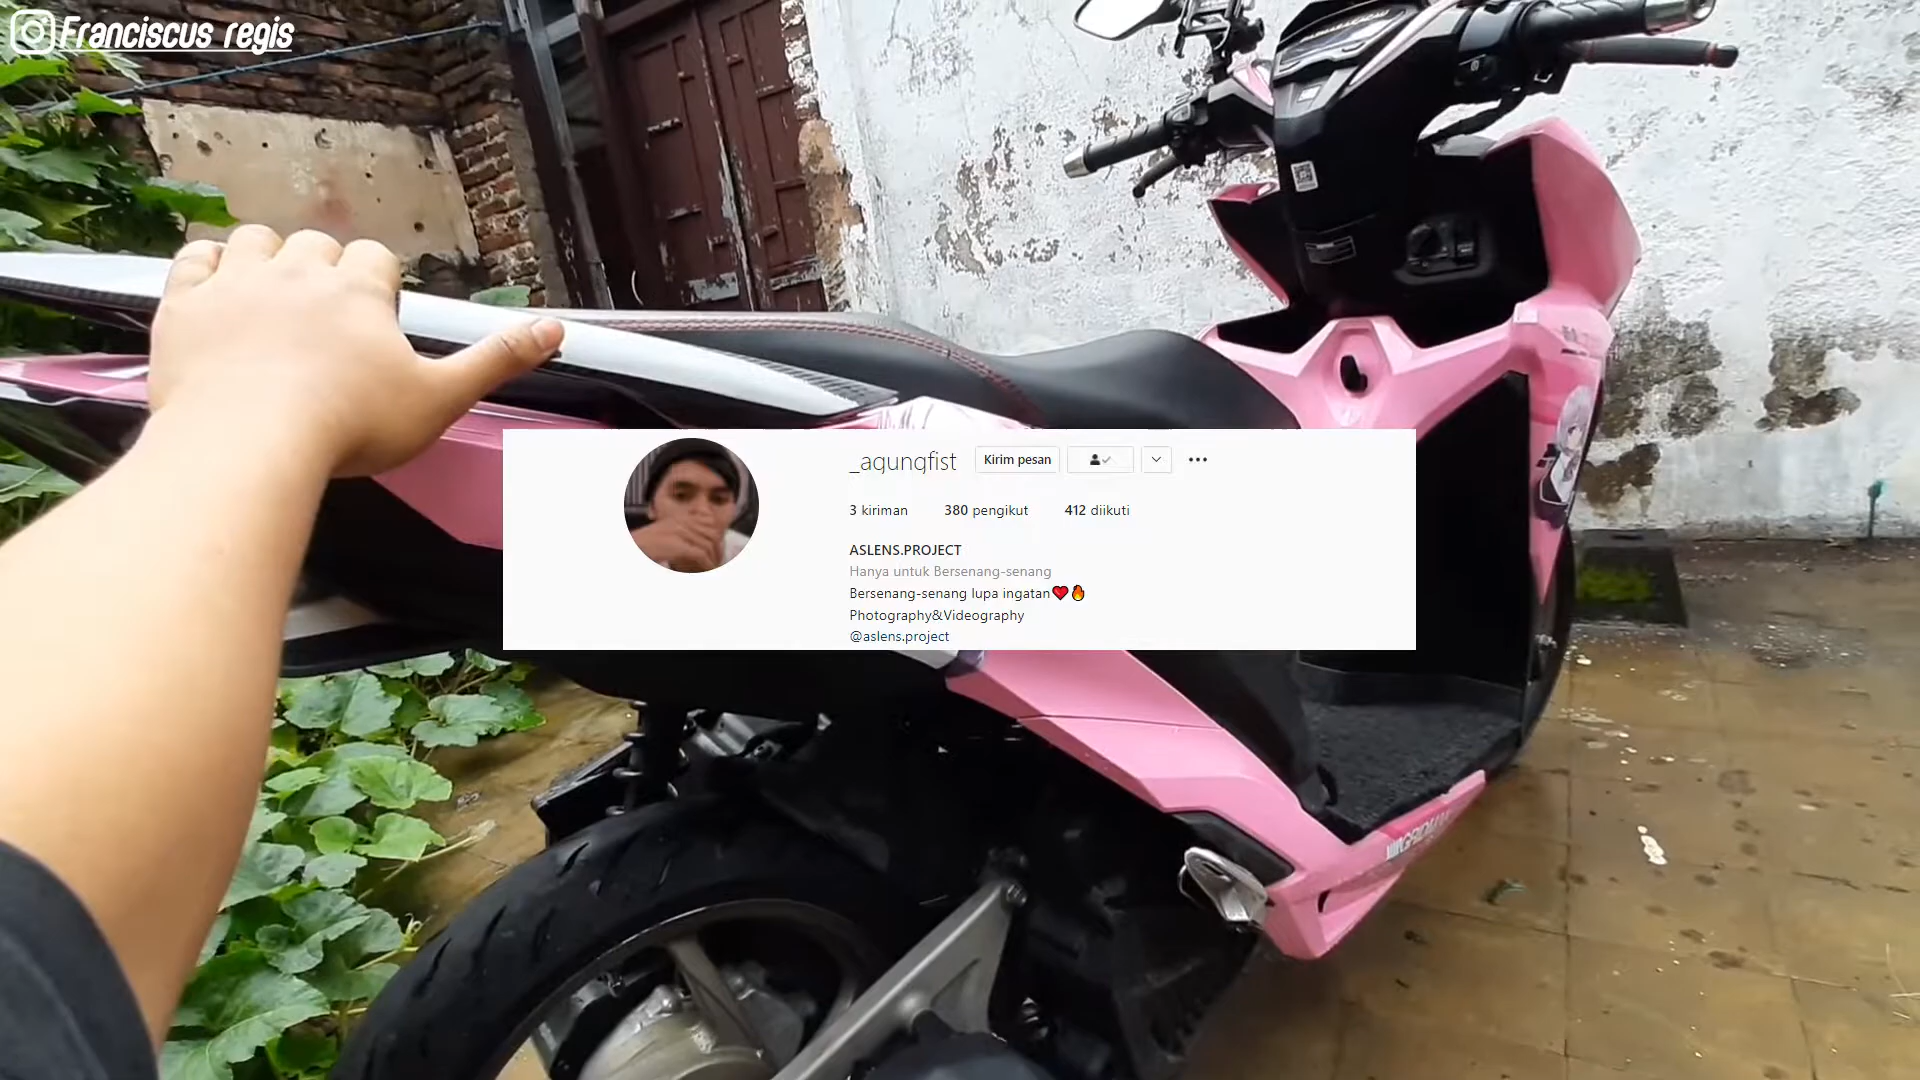 Franciscus regis
_agungfist
Kirim pesan
3 kiriman 380 pengikut 412 diikuti
ASLENS.PROJECT
Hanya untuk Bersenang-senang
Bersenang-senang lupa ingatan❤🔥
Photography&Videography
@aslens.project